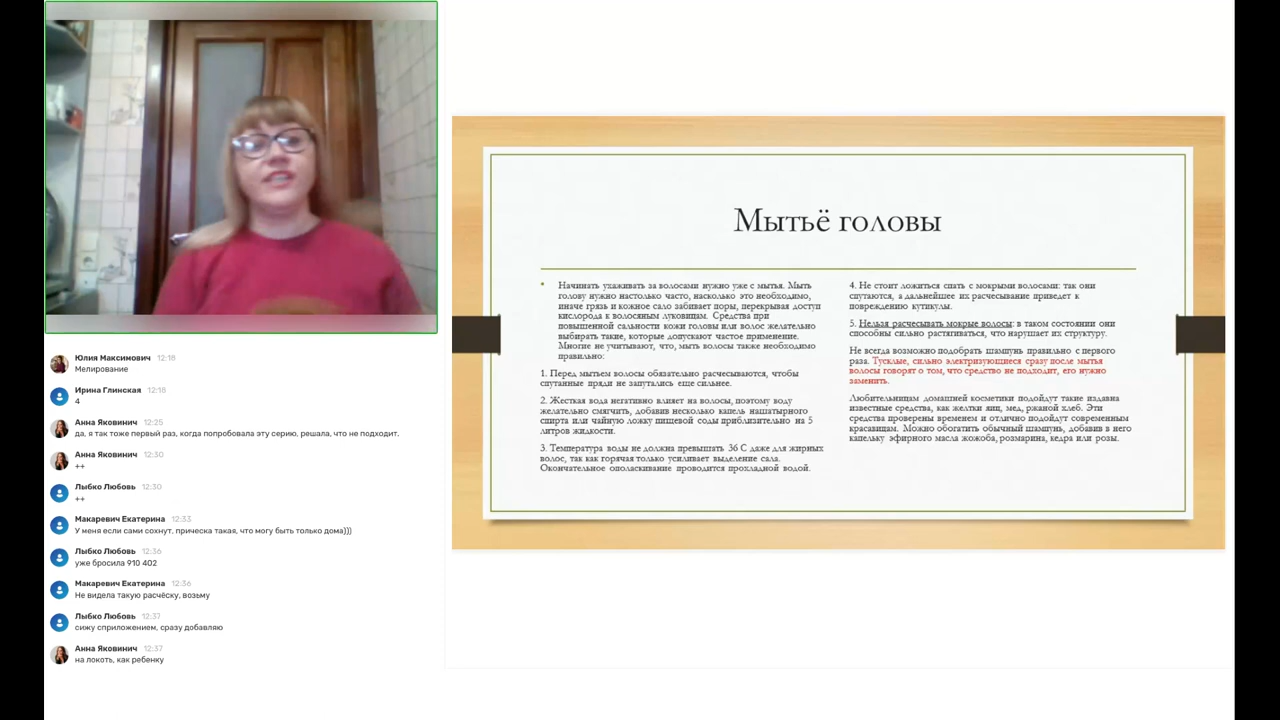 Юлия Максимович 12:18
Мелирование
Ирина Глинская 12:18
4
Анна Яковинич 12:25
да, я так тоже первый раз, когда попробовала эту серию, решала, что не подходит.
Анна Яковинич 12:30
++
Лыбко Любовь 12:30
++
Макаревич Екатерина 12:33
У меня если сами сохнут, прическа такая, что могу быть только дома)))
Лыбко Любовь 12:36
уже бросила 910 402
Макаревич Екатерина 12:36
Не видела такую расчёску, возьму
Лыбко Любовь 12:37
сижу сприложением, сразу добавляю
Анна Яковинич 12:37
на локоть, как ребенку
Мытьё головы
Начинать ухаживать за волосами нужно уже с мытья. Мыть
голову нужно настолько часто, насколько это необходимо,
иначе грязь и кожное сало забивает поры, перекрывая доступ
кислорода к волосяным луковицам. Средства при
повышенной сальности кожи головы или волос желательно
выбирать такие, которые допускают частое применение.
Многие не учитывают, что, мыть волосы также необходимо
правильно:
1. Перед мытьем волосы обязательно расчесываются, чтобы
спутанные пряди не запутались еще сильнее.
2. Жесткая вода негативно влияет на волосы, поэтому воду
желательно смягчить, добавив несколько капель нашатырного
спирта или чайную ложку пищевой соды приблизительно на 5
литров жидкости.
3. Температура воды не должна превышать 36 С даже для жирных
волос, так как горячая только усиливает выделение сала.
Окончательное ополаскивание проводится прохладной водой.
4. Не стоит ложиться спать с мокрыми волосами: так они
спутаются, а дальнейшее их расчесывание приведет к
повреждению кутикулы.
5. Нельзя расчесывать мокрые волосы: в таком состоянии они
способны сильно растягиваться, что нарушает их структуру.
Не всегда возможно подобрать шампунь правильно с первого
раза. Тусклые, сильно электризующиеся сразу после мытья
волосы говорят о том, что средство не подходит, его нужно
заменить.
Любительницам домашней косметики подойдут такие издавна
известные средства, как желтки яиц, мед, ржаной хлеб. Эти
средства проверены временем и отлично подойдут современным
красавицам. Можно обогатить обычный шампунь, добавив в него
капельку эфирного масла жожоба, розмарина, кедра или розы.